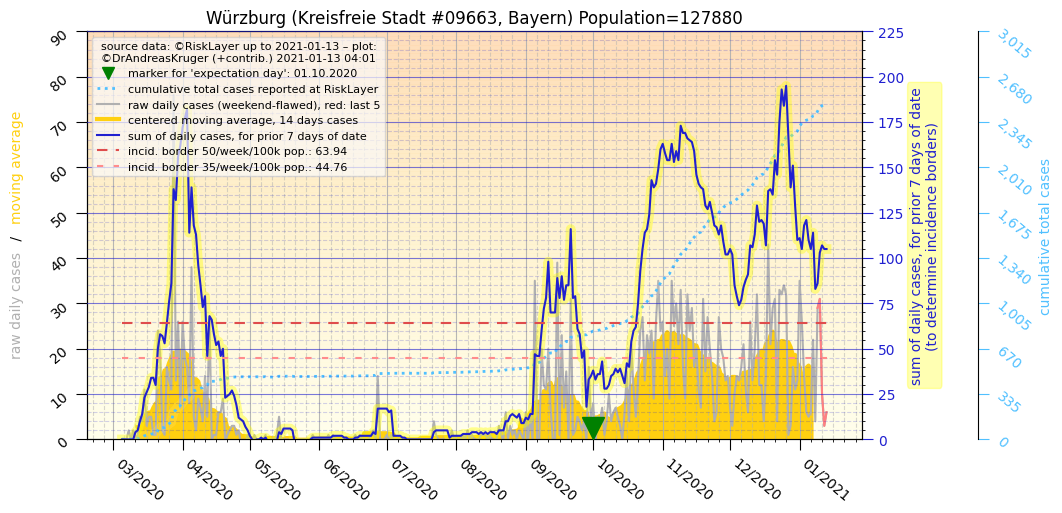 Würzburg (Kreisfreie Stadt #09663, Bayern) Population=127880
source data: ©RiskLayer up to 2021-01-13 – plot:
©DrAndreasKruger (+contrib.) 2021-01-13 04:01
marker for 'expectation day': 01.10.2020
cumulative total cases reported at RiskLayer
raw daily cases (weekend-flawed), red: last 5
centered moving average, 14 days cases
sum of daily cases, for prior 7 days of date
incid. border 50/week/100k pop.: 63.94
incid. border 35/week/100k pop.: 44.76
raw daily cases / moving average
90
80
70
60
50
40
30
20
10
0
225
200
175
150
125
100
75
50
25
0
sum of daily cases, for prior 7 days of date
(to determine incidence borders)
3,015
2,680
2,345
2,010
1,675
1,340
1,005
670
335
0
cumulative total cases
03/2020
04/2020
05/2020
06/2020
07/2020
08/2020
09/2020
10/2020
11/2020
12/2020
01/2021